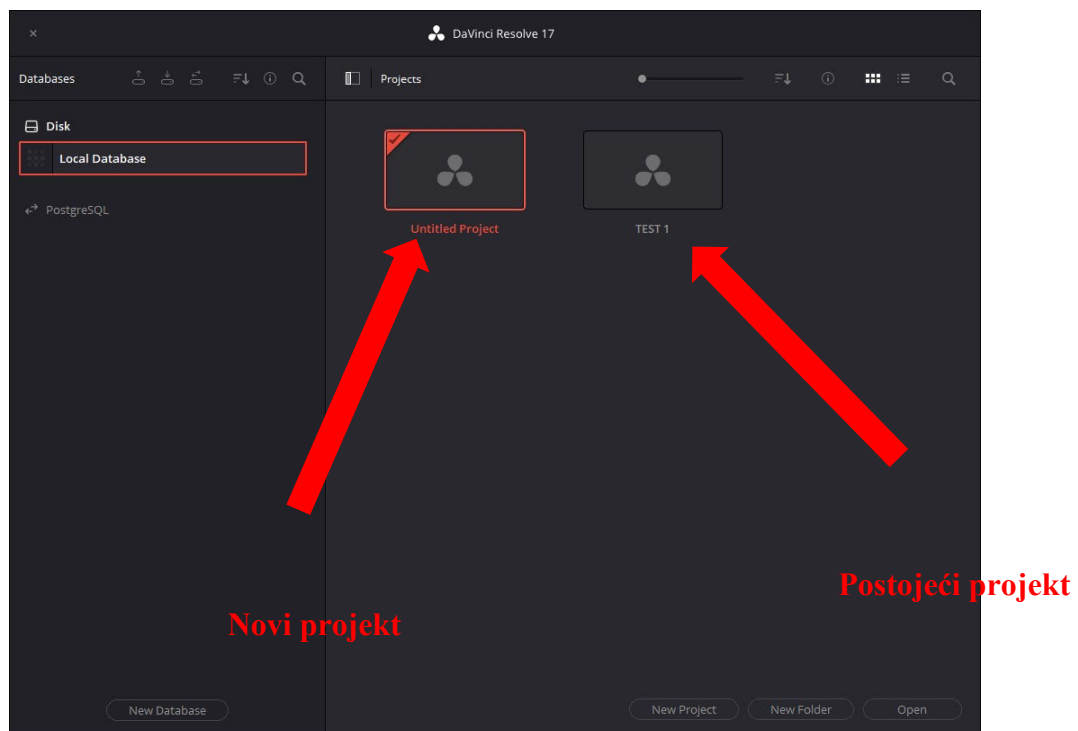 DaVinci Resolve 17
Databases
Projects
Disk
Local Database
PostgreSQL
Untitled Project
TEST 1
Postojeći projekt
Novi projekt
New Database
New Project
New Folder
Open